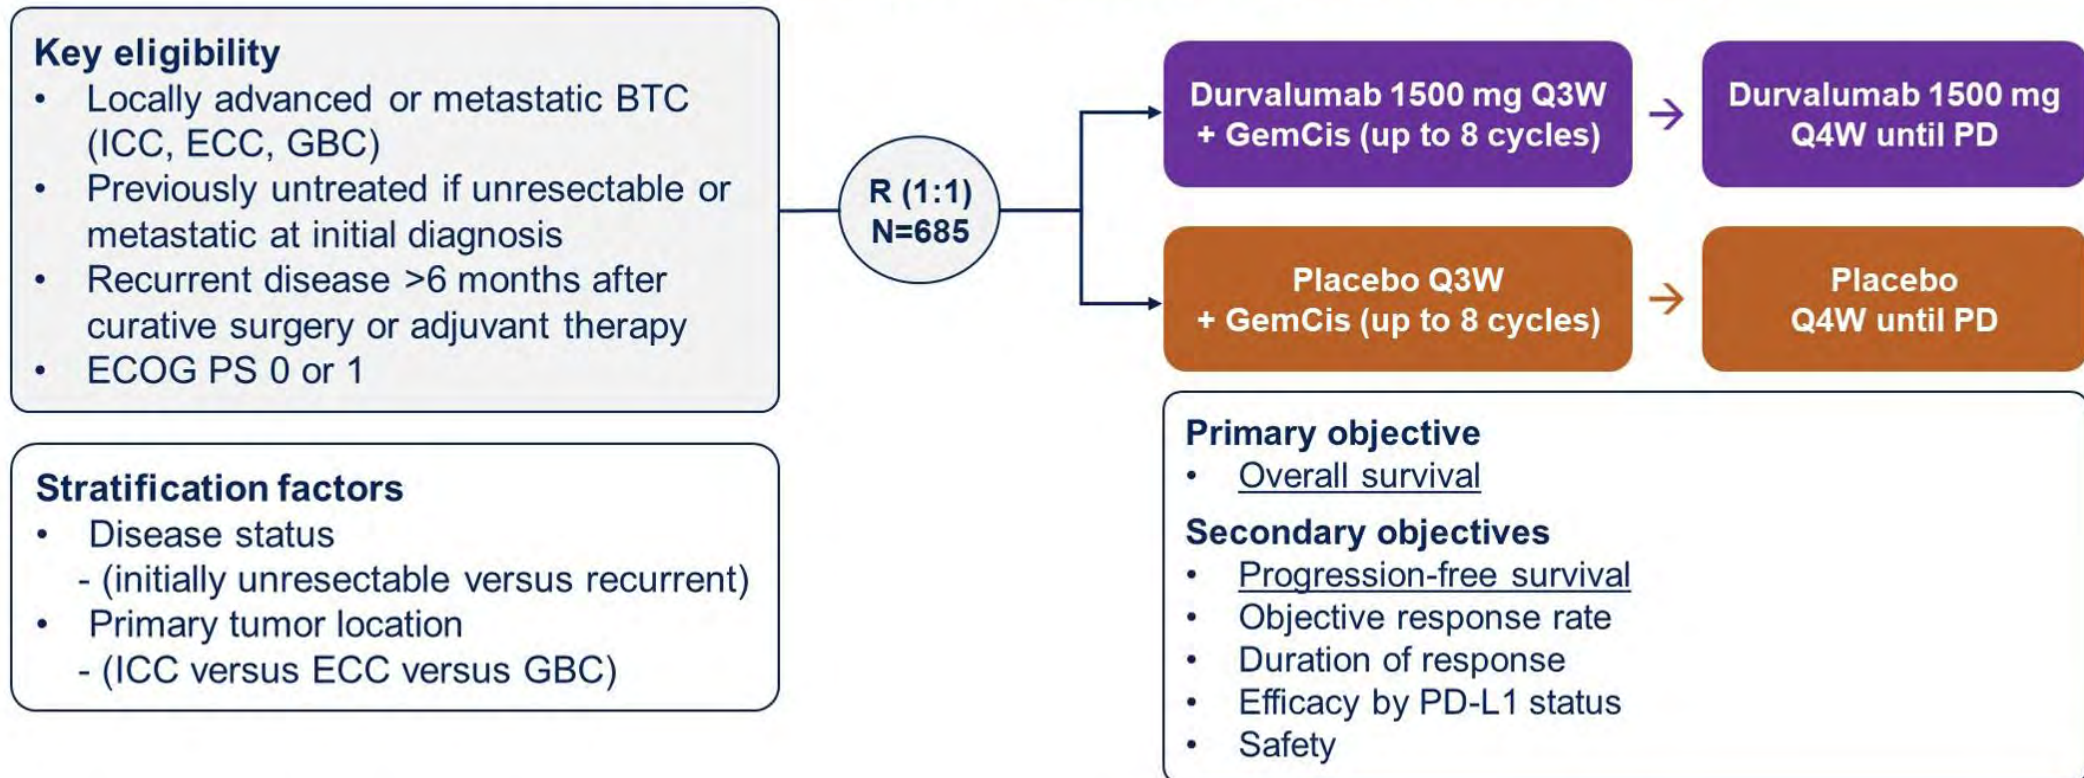 Key eligibility
• Locally advanced or metastatic BTC
(ICC, ECC, GBC)
• Previously untreated if unresectable or
metastatic at initial diagnosis
• Recurrent disease >6 months after
curative surgery or adjuvant therapy
• ECOG PS 0 or 1
Stratification factors
• Disease status
- (initially unresectable versus recurrent)
• Primary tumor location
- (ICC versus ECC versus GBC)
R (1:1)
N=685
Durvalumab 1500 mg Q3W
+ GemCis (up to 8 cycles)
→
Durvalumab 1500 mg
Q4W until PD
Placebo Q3W
+ GemCis (up to 8 cycles)
→
Placebo
Q4W until PD
Primary objective
• Overall survival
Secondary objectives
• Progression-free survival
• Objective response rate
• Duration of response
• Efficacy by PD-L1 status
• Safety